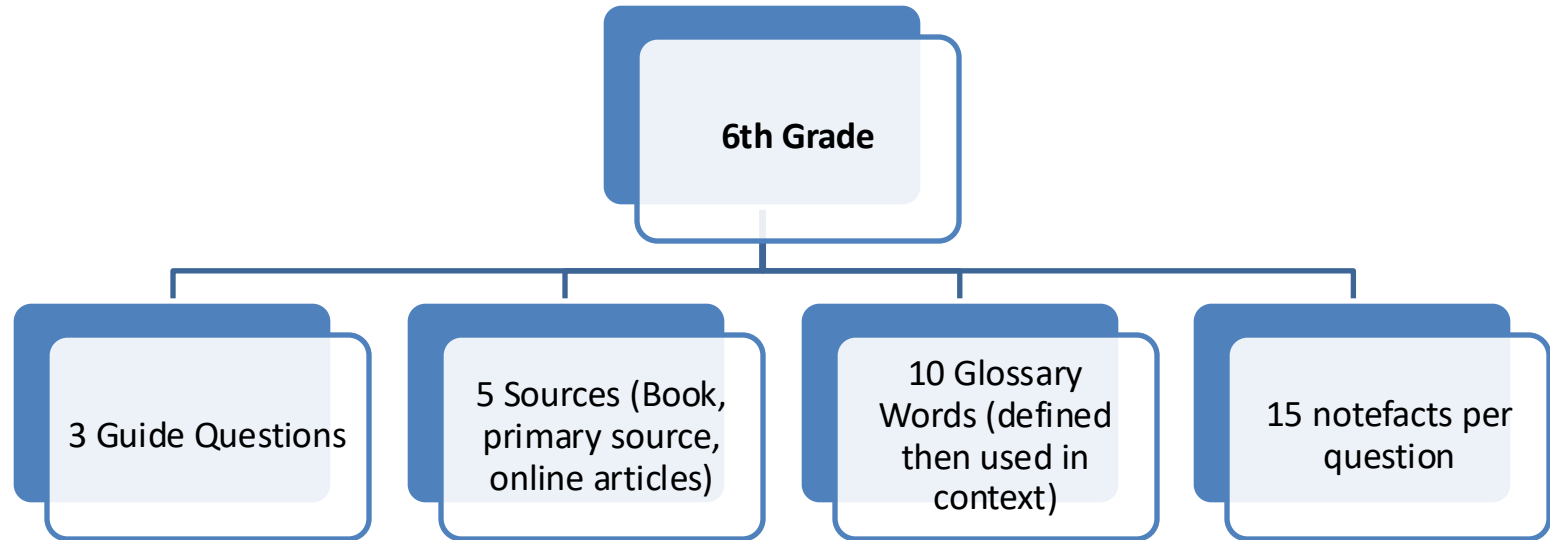 6th Grade
3 Guide Questions
5 Sources (Book,
primary source,
online articles)
10 Glossary
Words (defined
then used in
context)
15 notefacts per
question